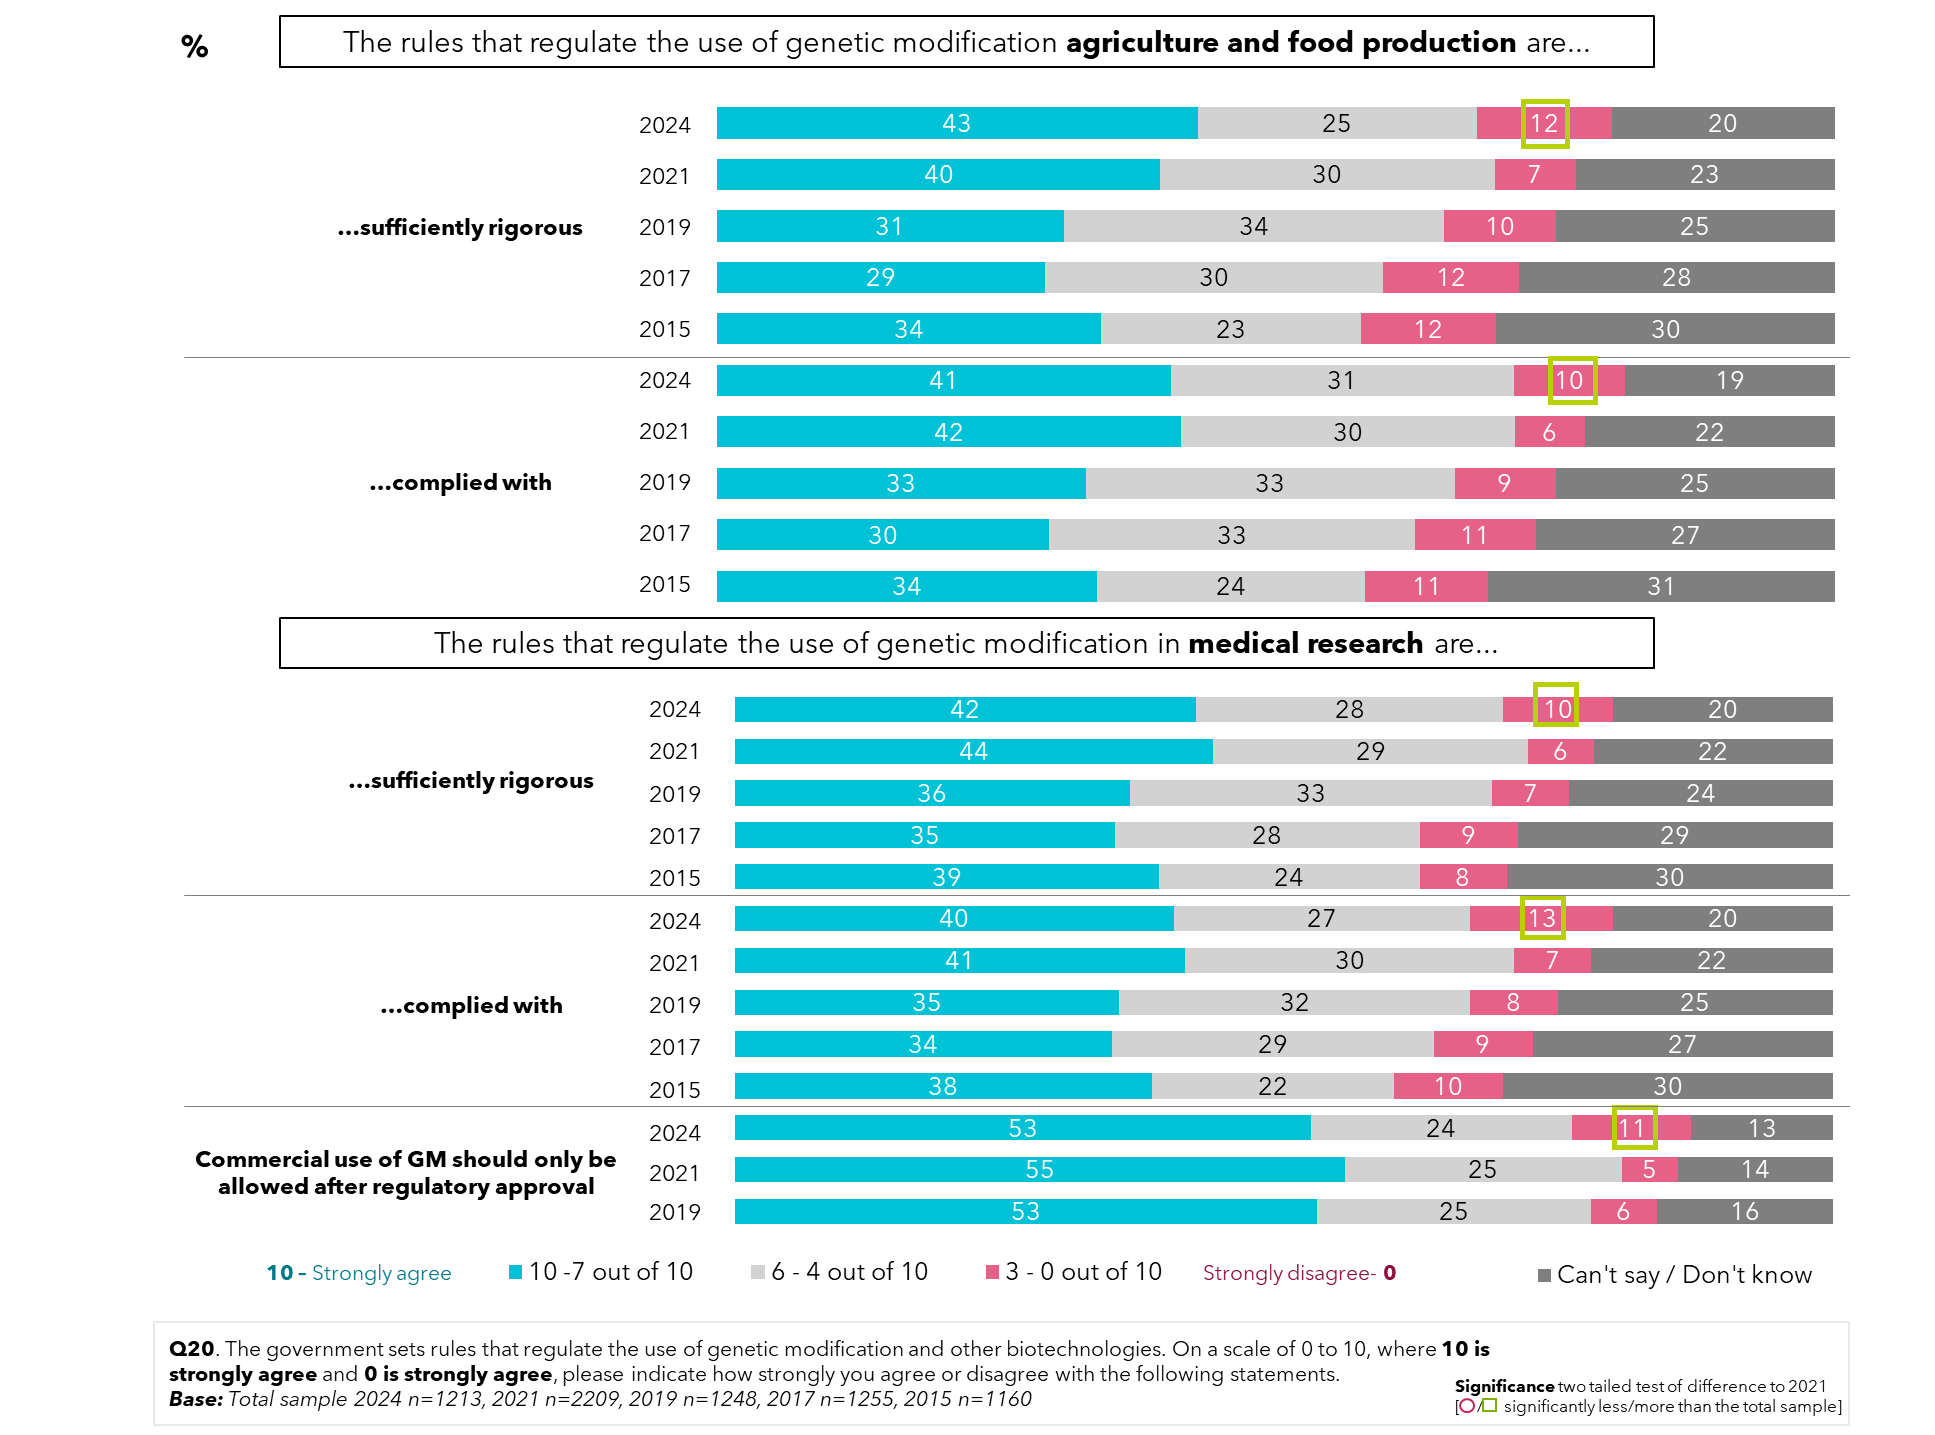 %
The rules that regulate the use of genetic modification agriculture and food production are...
2024 43 25 12 20
2021 40 30 7 23
...sufficiently rigorous 2019 31 34 10 25
2017 29 30 12 28
2015 34 23 12 30
2024 41 31 10 19
2021 42 30 6 22
...complied with 2019 33 33 9 25
2017 30 33 11 27
2015 34 24 11 31
The rules that regulate the use of genetic modification in medical research are...
2024 42 28 10 20
2021 44 29 6 22
...sufficiently rigorous
2019 36 33 7 24
2017 35 28 9 29
2015 39 24 8 30
2024 40 27 13 20
2021 41 30 7 22
...complied with 2019 35 32 8 25
2017 34 29 9 27
2015 38 22 10 30
2024 53 24 11 13
Commercial use of GM should only be
allowed after regulatory approval
2021 55 25 5 14
2019 53 25 6 16
10 – Strongly agree 10 -7 out of 10 6 - 4 out of 10 3 - 0 out of 10 Strongly disagree- 0 Can't say / Don't know
Q20. The government sets rules that regulate the use of genetic modification and other biotechnologies. On a scale of 0 to 10, where 10 is
strongly agree and 0 is strongly agree, please indicate how strongly you agree or disagree with the following statements.
Base: Total sample 2024 n=1213, 2021 n=2209, 2019 n=1248, 2017 n=1255, 2015 n=1160
Significance two tailed test of difference to 2021
[○/□ significantly less/more than the total sample]